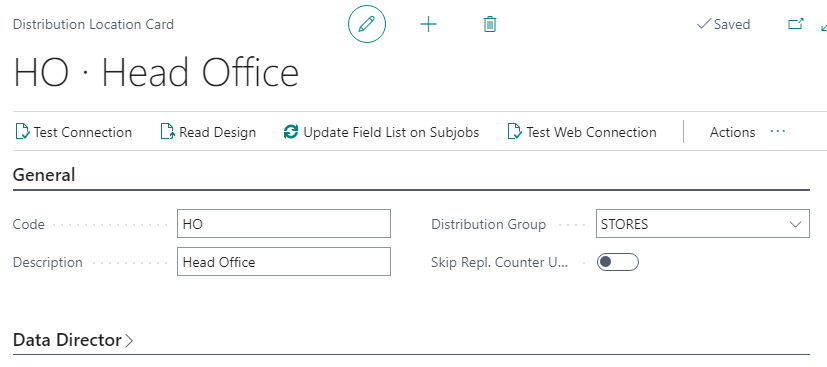 Distribution Location Card
Saved
HO · Head Office
Test Connection Read Design Update Field List on Subjobs Test Web Connection Actions ···
General
Code HO Distribution Group STORES
Description Head Office Skip Repl. Counter U...
Data Director